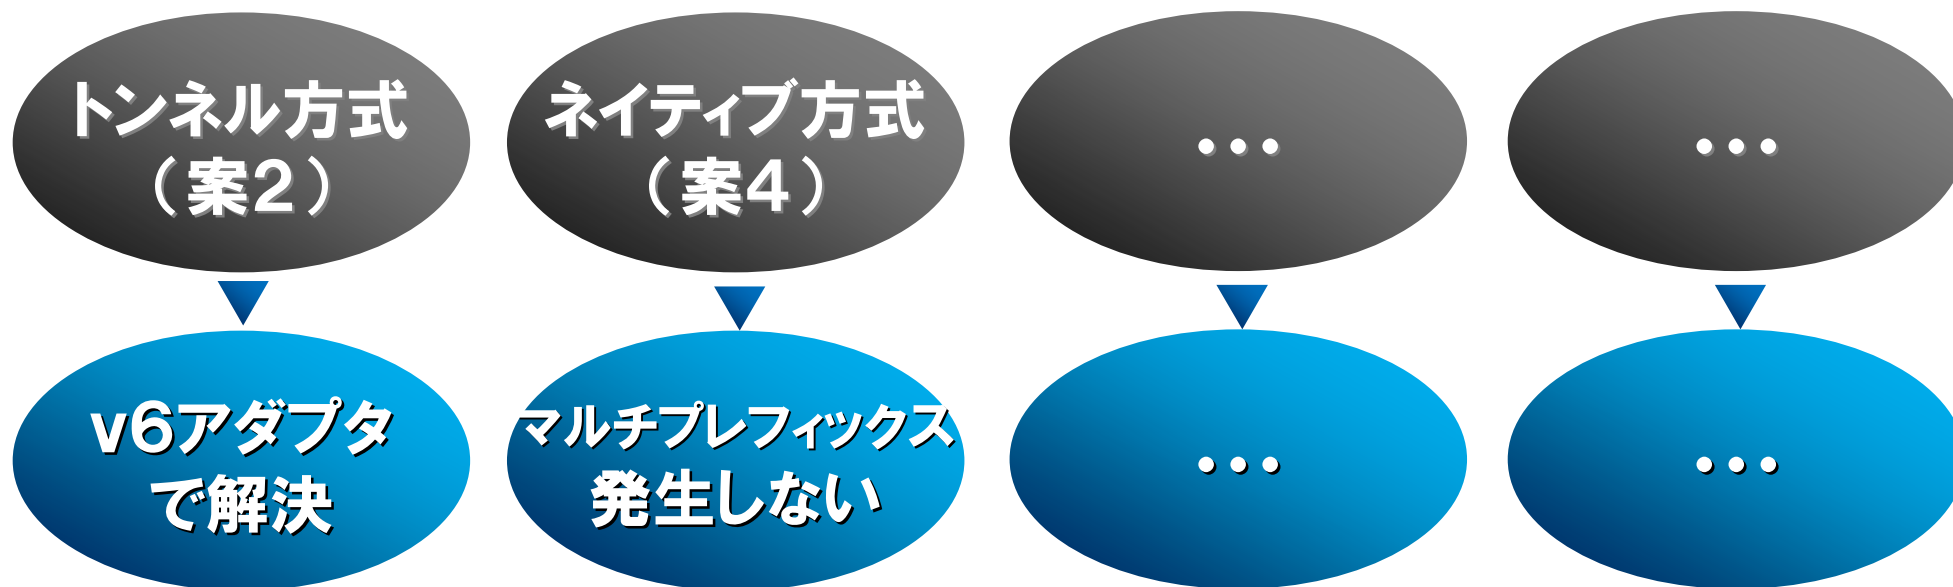 トンネル方式
（案2）
ネイティブ方式
（案4）
・・・
・・・
v6アダプタ
で解決
マルチプレフィックス
発生しない
・・・
・・・